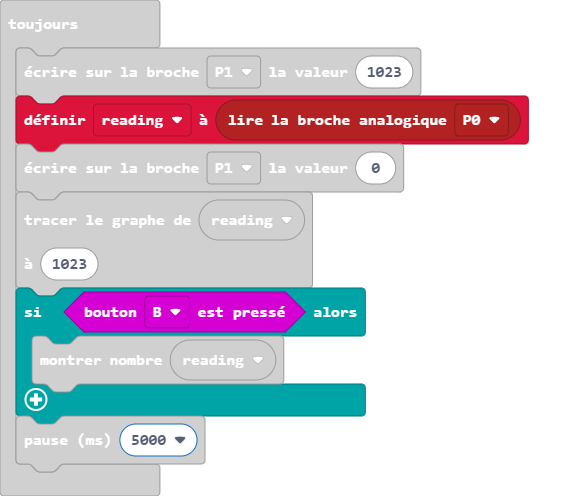 toujours
écrire sur la broche P1 la valeur 1023
définir reading à lire la broche analogique P0
écrire sur la broche P1 la valeur 0
tracer le graphe de reading
à 1023
si bouton B est pressé alors
montrer nombre reading
pause (ms) 5000